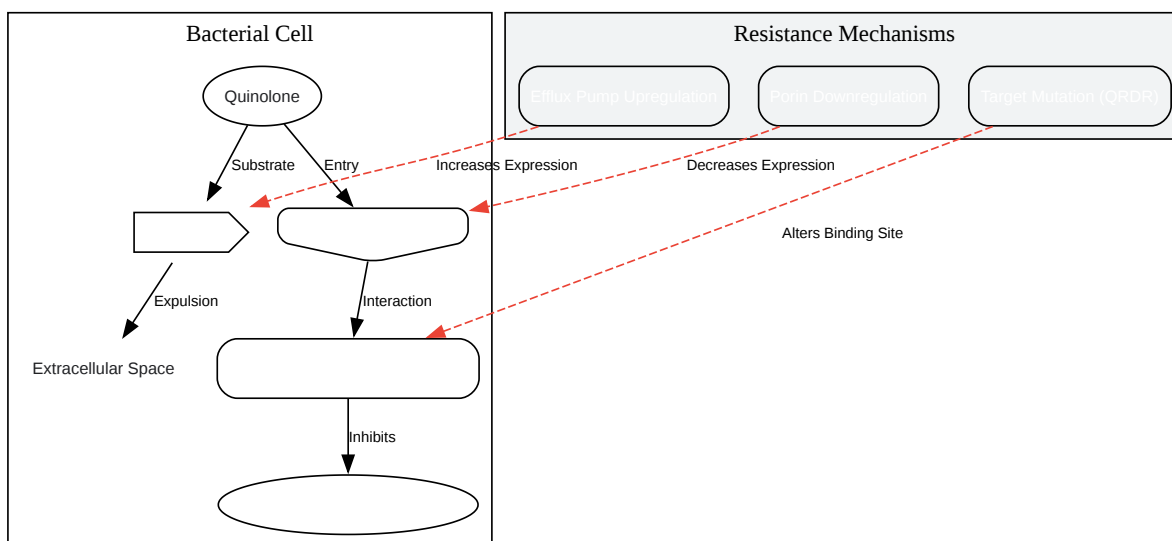 Bacterial Cell
Resistance Mechanisms
Quinolone
Efflux Pump Upregulation
Porin Downregulation
Target Mutation (QRDR)
Substrate
Entry
Increases Expression
Decreases Expression
Alters Binding Site
Expulsion
Interaction
Extracellular Space
Inhibits